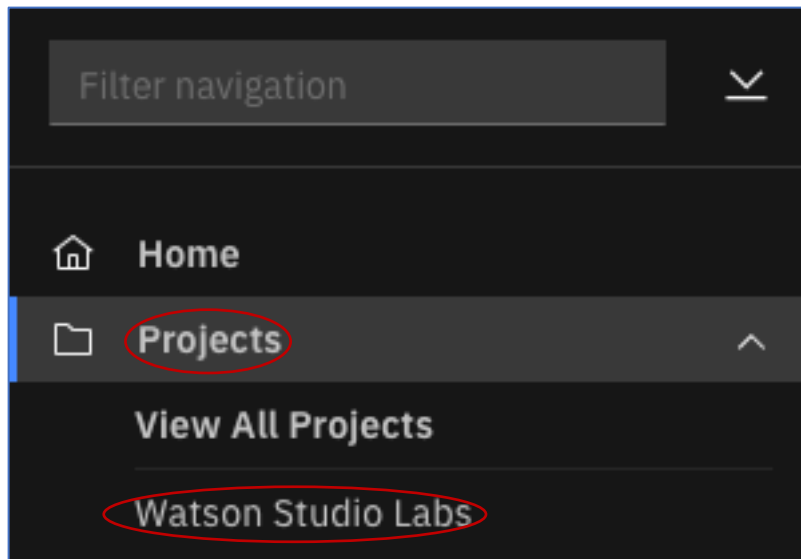 Filter navigation
Home
Projects
View All Projects
Watson Studio Labs